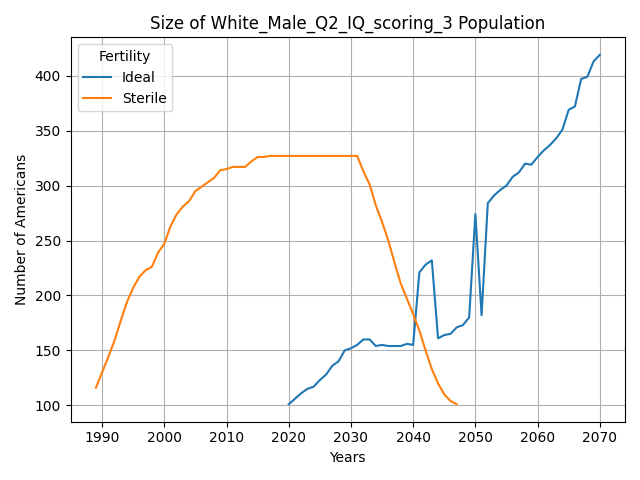 Size of White_Male_Q2_IQ_scoring_3 Population
Fertility
Ideal
Sterile
Number of Americans
400
350
300
250
200
150
100
1990 2000 2010 2020 2030 2040 2050 2060 2070
Years